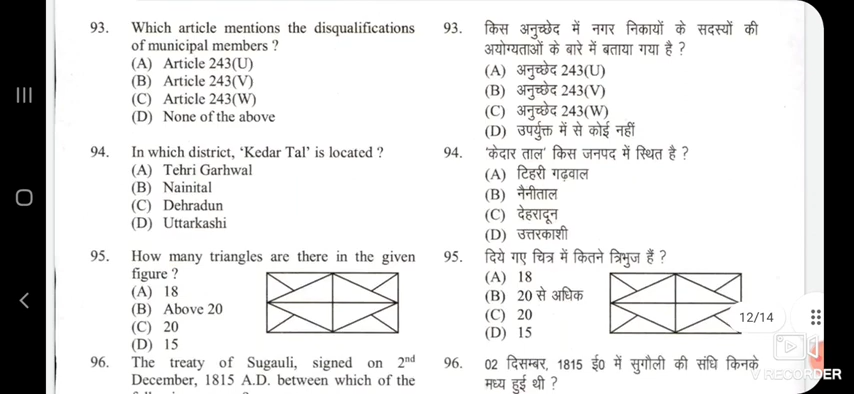 93. Which article mentions the disqualifications
of municipal members ?
(A) Article 243(U)
(B) Article 243(V)
(C) Article 243(W)
(D) None of the above
94. In which district, ‘Kedar Tal’ is located ?
(A) Tehri Garhwal
(B) Nainital
(C) Dehradun
(D) Uttarkashi
95. How many triangles are there in the given
figure ?
(A) 18
(B) Above 20
(C) 20
(D) 15
96. The treaty of Sugauli, signed on 2nd
December, 1815 A.D. between which of the
93. किस अनुच्छेद में नगर निकायों के सदस्यों की
अयोग्यताओं के बारे में बताया गया है ?
(A) अनुच्छेद 243(U)
(B) अनुच्छेद 243(V)
(C) अनुच्छेद 243(W)
(D) उपर्युक्त में से कोई नहीं
94. ‘केदार ताल’ किस जनपद में स्थित है ?
(A) टिहरी गढ़वाल
(B) नैनीताल
(C) देहरादून
(D) उत्तरकाशी
95. दिये गए चित्र में कितने त्रिभुज हैं ?
(A) 18
(B) 20 से अधिक
(C) 20
(D) 15
96. 02 दिसम्बर, 1815 ई0 में सुगौली की संधि किनके
मध्य हुई थी ?
12/14
V RECORDER